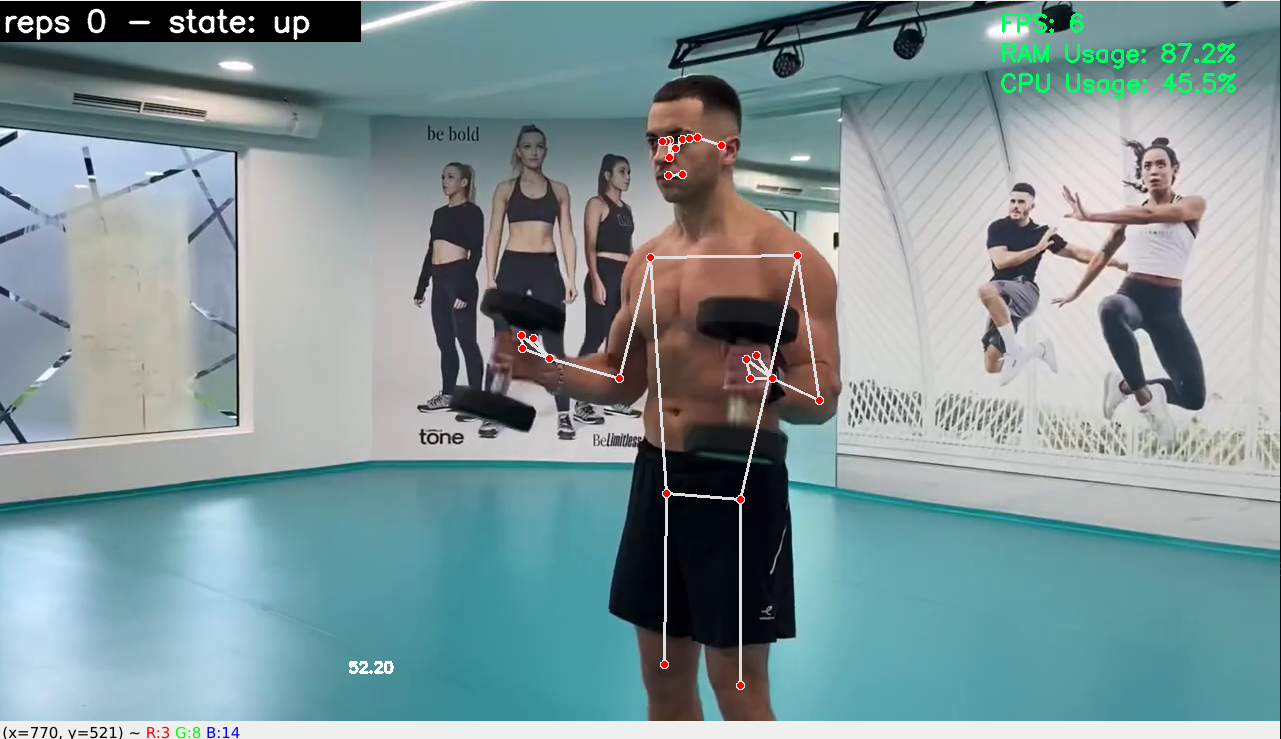 reps 0 – state: up
FPS: 6
RAM Usage: 87.2%
CPU Usage: 45.5%
be bold
tone
BeLimitless
52.20
(x=770, y=521) ~ R:3 G:8 B:14